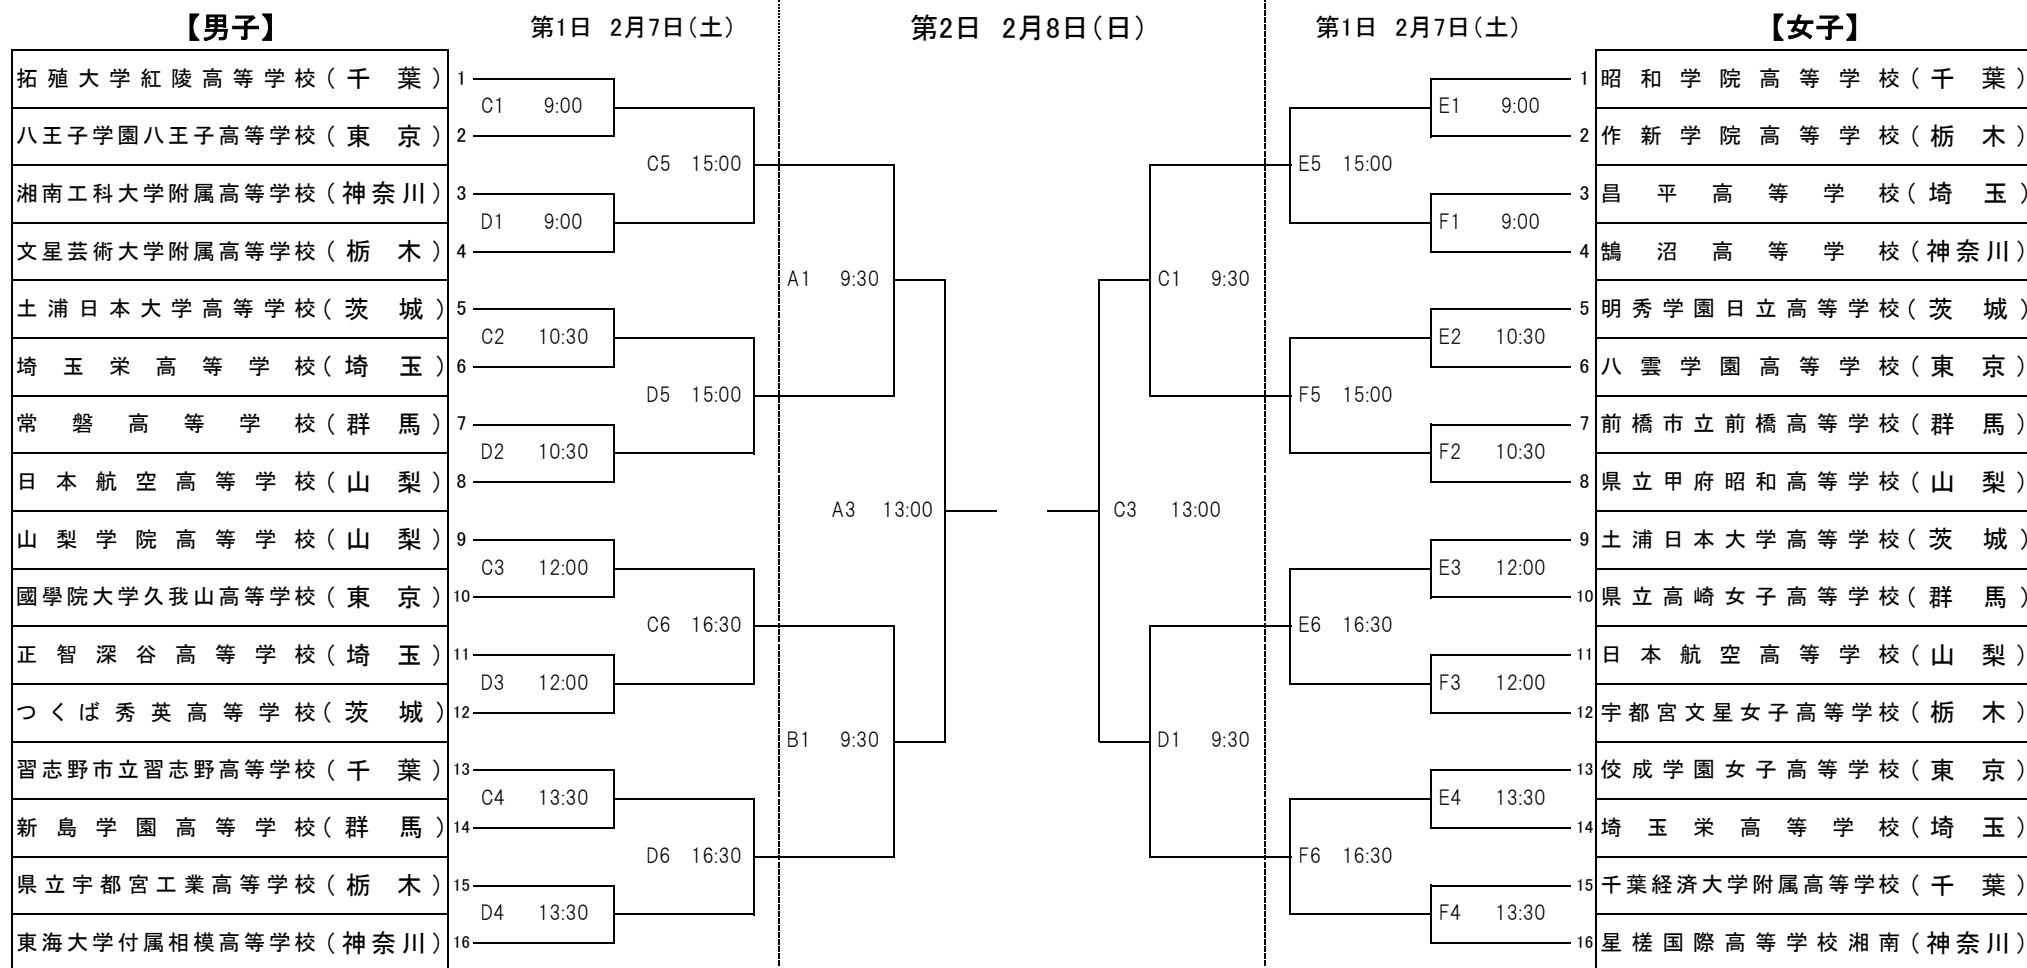 【男子】 第1日 2月7日(土) 第2日 2月8日(日) 第1日 2月7日(土) 【女子】
拓殖大学紅陵高等学校(千葉) 1 1 昭和学院高等学校(千葉)
C1 9:00 E1 9:00
八王子学園八王子高等学校(東京) 2 2 作新学院高等学校(栃木)
C5 15:00 E5 15:00
湘南工科大学附属高等学校(神奈川) 3 3 昌平高等学校(埼玉)
D1 9:00 F1 9:00
文星芸術大学附属高等学校(栃木) 4 4 鵠沼高等学校(神奈川)
A1 9:30 C1 9:30
土浦日本大学高等学校(茨城) 5 5 明秀学園日立高等学校(茨城)
C2 10:30 E2 10:30
埼玉栄高等学校(埼玉) 6 6 八雲学園高等学校(東京)
D5 15:00 F5 15:00
常磐高等学校(群馬) 7 7 前橋市立前橋高等学校(群馬)
D2 10:30 F2 10:30
日本航空高等学校(山梨) 8 8 県立甲府昭和高等学校(山梨)
A3 13:00 C3 13:00
山梨学院高等学校(山梨) 9 9 土浦日本大学高等学校(茨城)
C3 12:00 E3 12:00
國學院大学久我山高等学校(東京) 10 10 県立高崎女子高等学校(群馬)
C6 16:30 E6 16:30
正智深谷高等学校(埼玉) 11 11 日本航空高等学校(山梨)
D3 12:00 F3 12:00
つくば秀英高等学校(茨城) 12 12 宇都宮文星女子高等学校(栃木)
B1 9:30 D1 9:30
習志野市立習志野高等学校(千葉) 13 13 佼成学園女子高等学校(東京)
C4 13:30 E4 13:30
新島学園高等学校(群馬) 14 14 埼玉栄高等学校(埼玉)
D6 16:30 F6 16:30
県立宇都宮工業高等学校(栃木) 15 15 千葉経済大学附属高等学校(千葉)
D4 13:30 F4 13:30
東海大学付属相模高等学校(神奈川) 16 16 星槎国際高等学校湘南(神奈川)